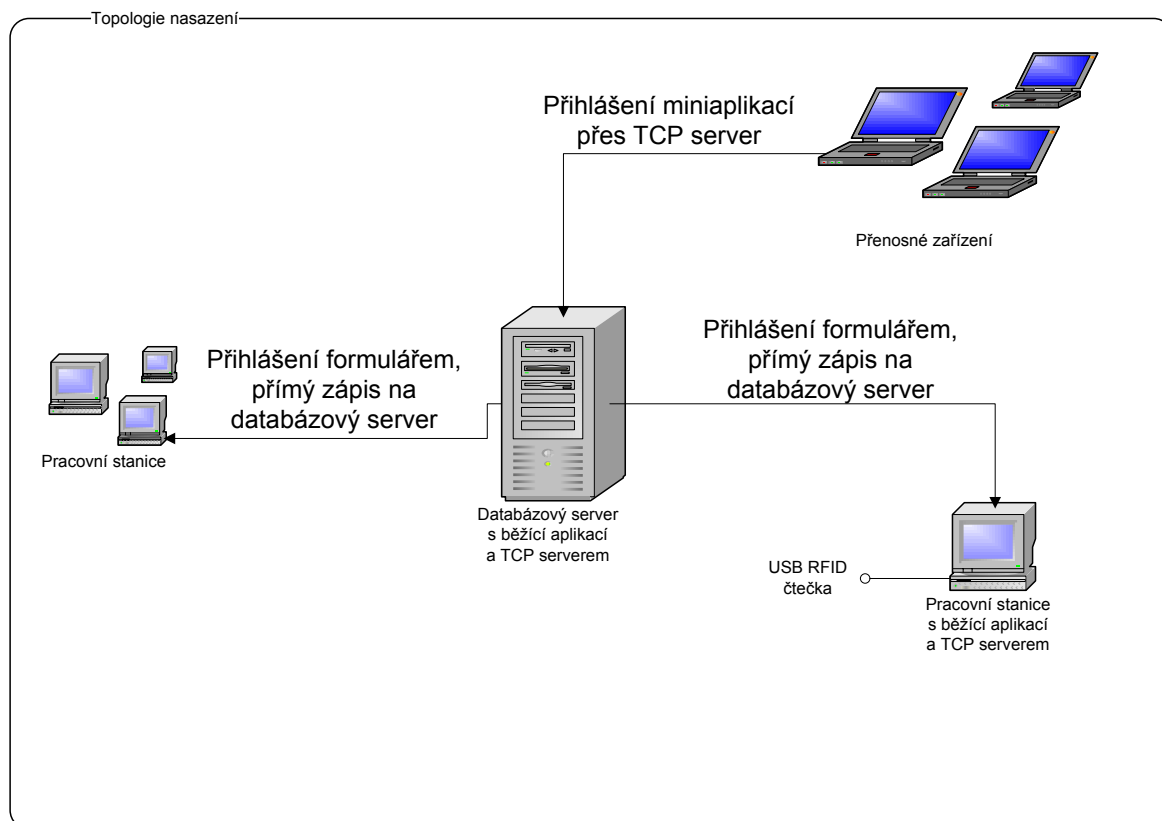 Topologie nasazení
Přihlášení miniaplikací
přes TCP server
Přenosné zařízení
Přihlášení formulářem,
přímý zápis na
databázový server
Přihlášení formulářem,
přímý zápis na
databázový server
Pracovní stanice
Databázový server
s běžící aplikací
a TCP serverem
USB RFID
čtečka
Pracovní stanice
s běžící aplikací
a TCP serverem